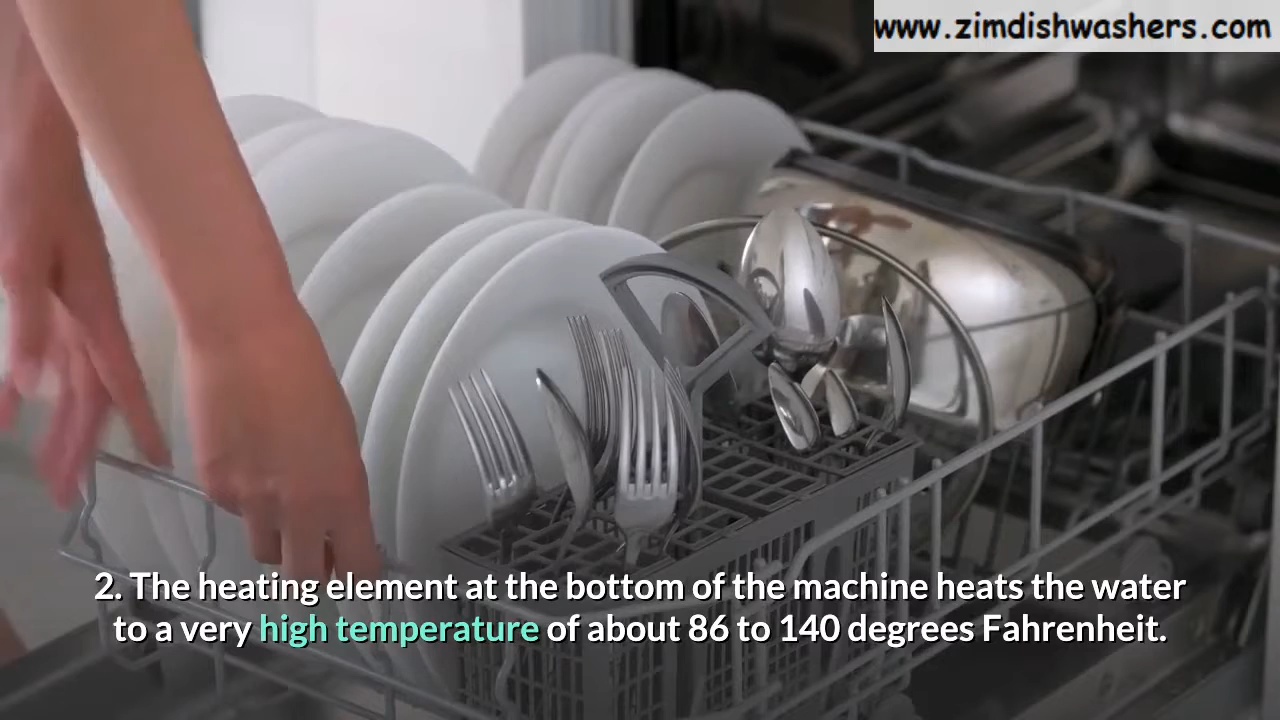 www.zimdishwashers.com
2. The heating element at the bottom of the machine heats the water
to a very high temperature of about 86 to 140 degrees Fahrenheit.